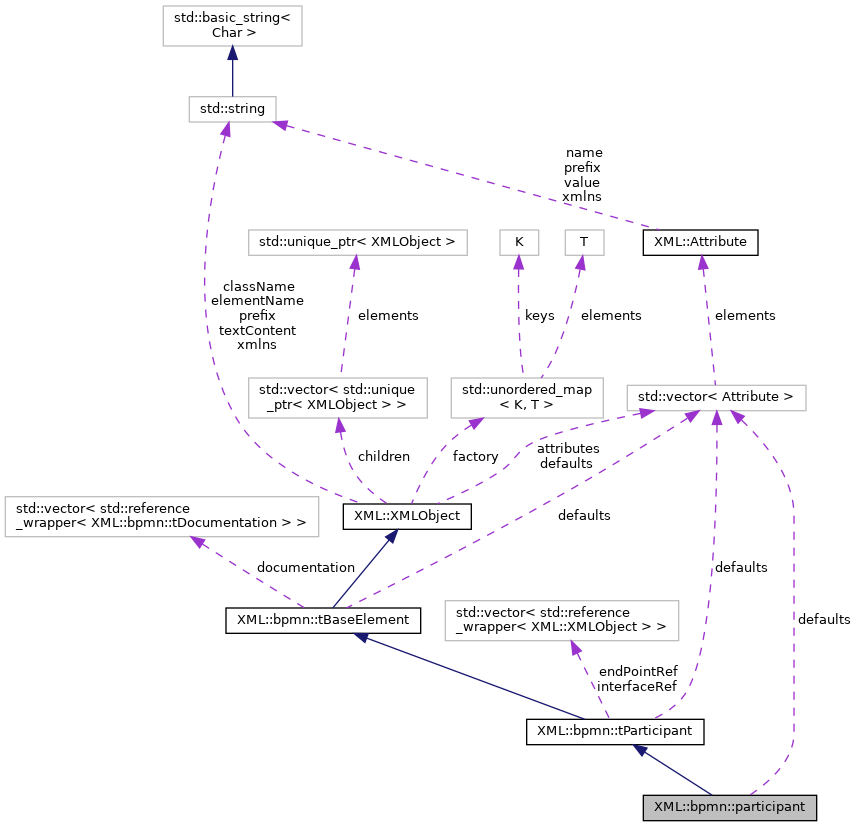 std::basic_string<
Char >
std::string
name
prefix
value
xmlns
std::unique_ptr< XMLObject >
K
T
XML::Attribute
className
elementName
prefix
textContent
xmlns
elements
keys
elements
elements
std::vector< std::unique
_ptr< XMLObject > >
std::unordered_map
< K, T >
std::vector< Attribute >
children
factory
attributes
defaults
std::vector< std::reference
_wrapper< XML::bpmn::tDocumentation > >
XML::XMLObject
defaults
documentation
defaults
XML::bpmn::tBaseElement
std::vector< std::reference
_wrapper< XML::XMLObject > >
defaults
endPointRef
interfaceRef
XML::bpmn::tParticipant
XML::bpmn::participant